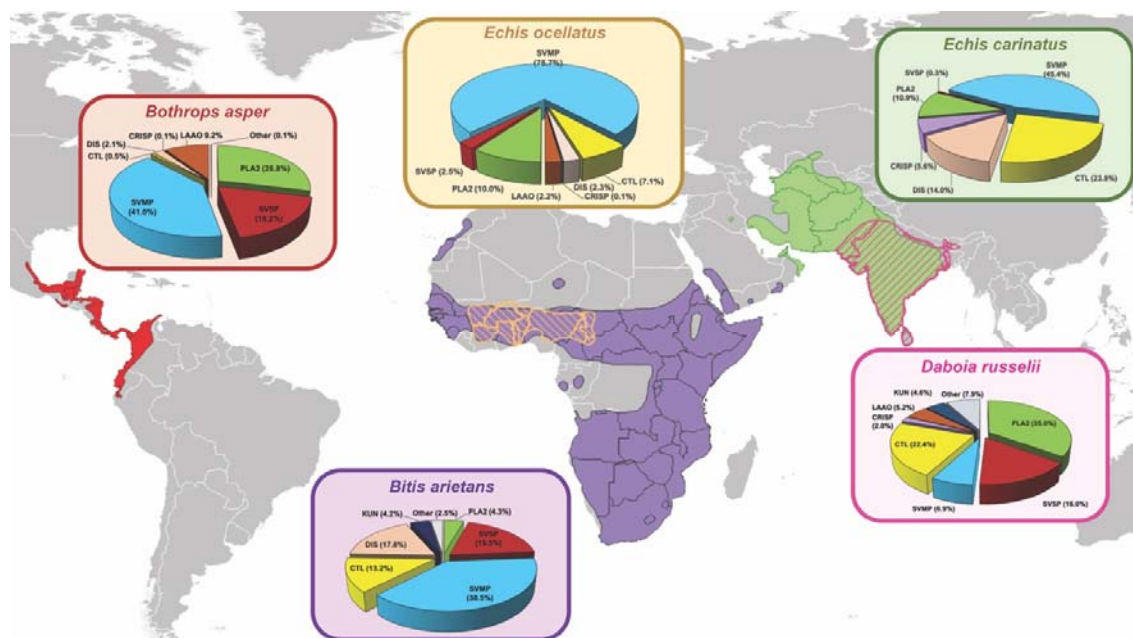 Echis ocellatus
SVMP
(75.7%)
SVSP (2.5%)
PLA2 (10.0%)
LAAO (2.2%)
CRISP (0.1%)
DIS (2.3%)
CTL (7.1%)
Echis carinatus
SVMP
(45.4%)
SVSP (0.3%)
PLA2
(10.9%)
CRISP (5.6%)
DIS (14.0%)
CTL (23.9%)
Bothrops asper
CRISP (0.1%)
LAAO 9.2%
Other (0.1%)
DIS (2.1%)
CTL (0.5%)
PLA2 (28.8%)
SVMP
(41.0%)
SVSP
(18.2%)
Daboia russelii
KUN (4.6%)
Other (7.9%)
LAAO (5.2%)
CRISP
(2.0%)
CTL
(22.4%)
PLA2 (35.0%)
SVMP (6.9%)
SVSP (16.0%)
Bitis arietans
KUN (4.2%)
Other (2.5%)
PLA2 (4.3%)
DIS (17.8%)
SVSP
(19.5%)
CTL (13.2%)
SVMP
(38.5%)